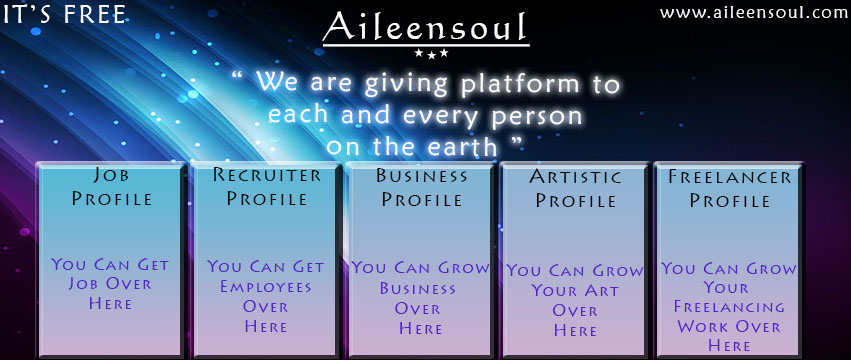 IT'S FREE
Aileensoul
www.aileensoul.com
“ We are giving platform to
each and every person
on the earth ”
Job
Profile
You Can Get
Job Over
Here
Recruiter
Profile
You Can Get
Employees
Over
Here
Business
Profile
You Can Grow
Business
Over
Here
Artistic
Profile
You Can Grow
Your Art
Over
Here
Freelancer
Profile
You Can Grow
Your
Freelancing
Work Over
Here